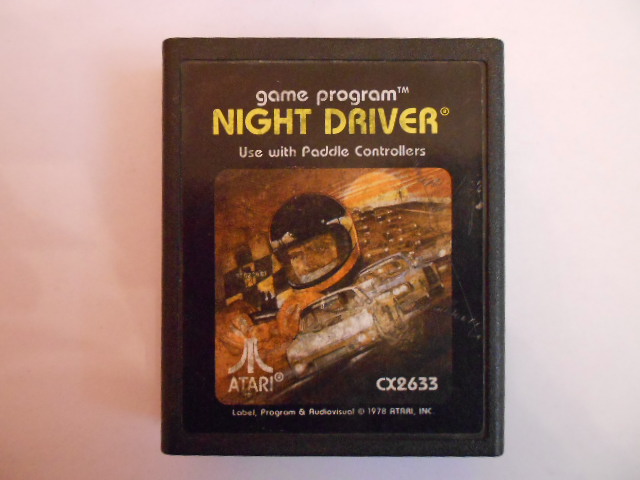 game program™
NIGHT DRIVER®
Use with Paddle Controllers
ATARI®
CX2633
Label, Program & Audiovisual © 1978 ATARI, INC.